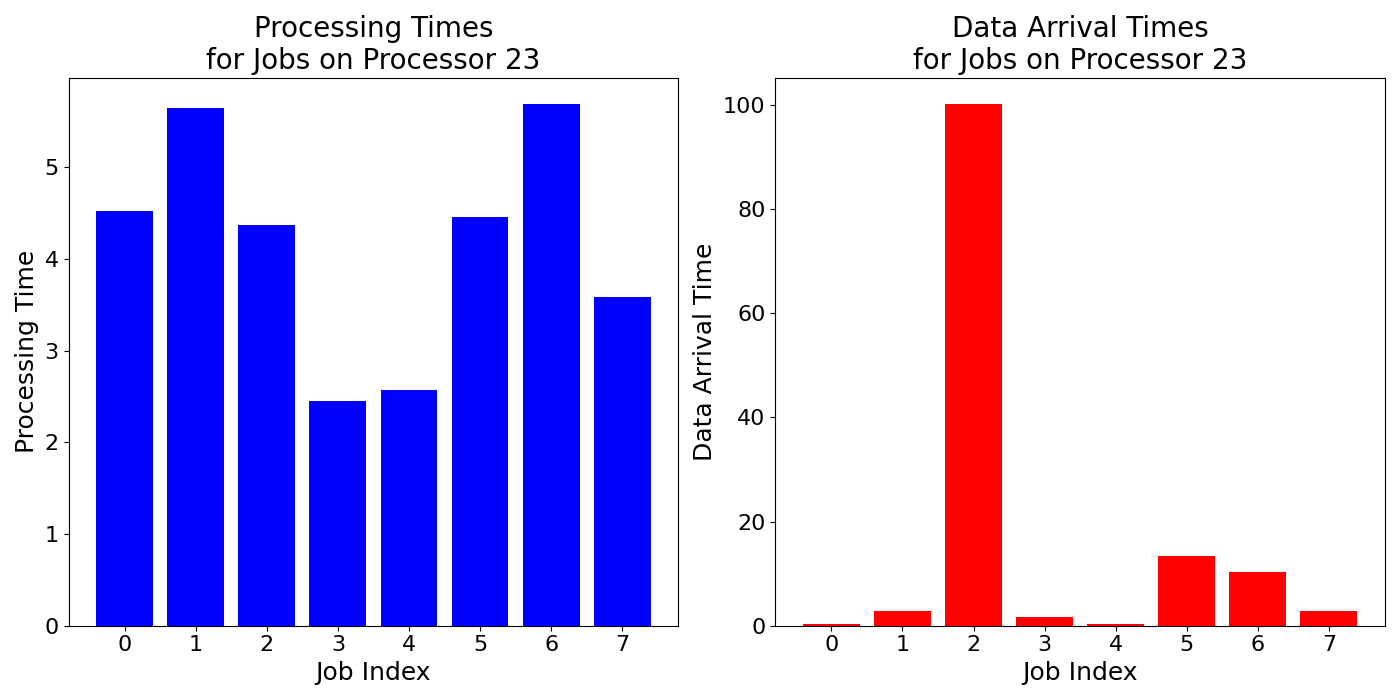 Processing Times
for Jobs on Processor 23
Processing Time
5
4
3
2
1
0
0 1 2 3 4 5 6 7
Job Index
Data Arrival Times
for Jobs on Processor 23
Data Arrival Time
100
80
60
40
20
0
0 1 2 3 4 5 6 7
Job Index